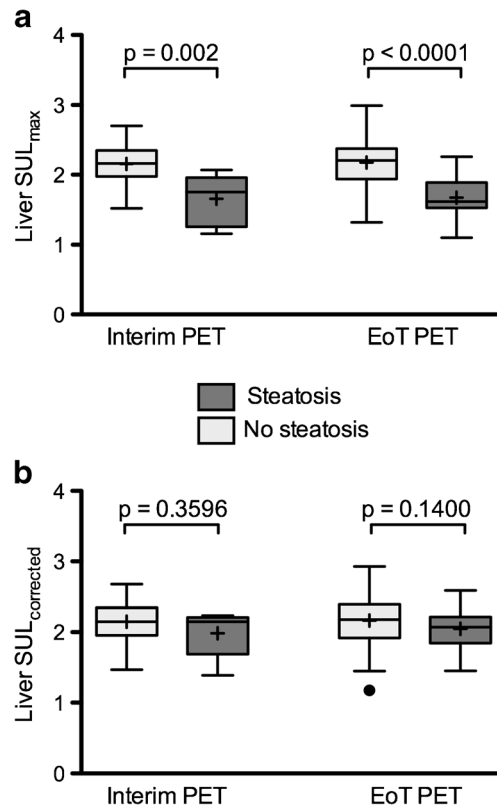 a
p = 0.002
p < 0.0001
Liver SULmax
4
3
2
1
0
Interim PET
EoT PET
Steatosis
No steatosis
b
p = 0.3596
p = 0.1400
Liver SULcorrected
4
3
2
1
0
Interim PET
EoT PET